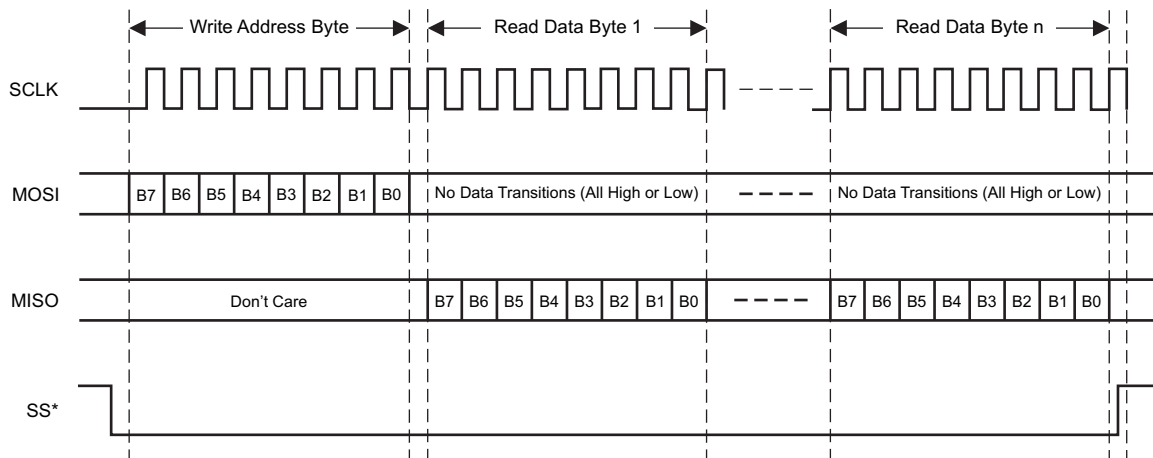 Write Address Byte Read Data Byte 1 Read Data Byte n
SCLK
MOSI B7 B6 B5 B4 B3 B2 B1 B0 No Data Transitions (All High or Low) No Data Transitions (All High or Low)
MISO Don't Care B7 B6 B5 B4 B3 B2 B1 B0 B7 B6 B5 B4 B3 B2 B1 B0
SS*